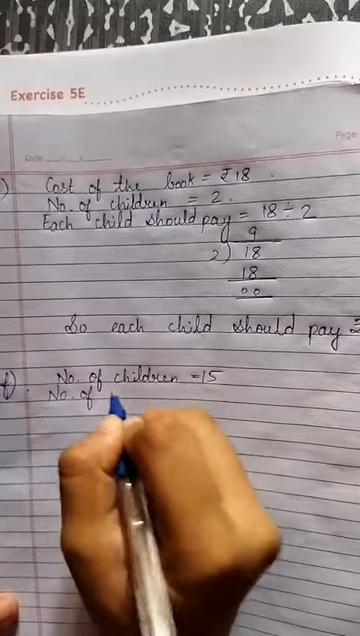 Exercise 5E
Page
Date
Cost of the book = ₹18.
No. of children = 2.
Each child should pay = 18 ÷ 2
9
2) 18
18
00
So each child should pay ₹
f). No. of children = 15
No. of